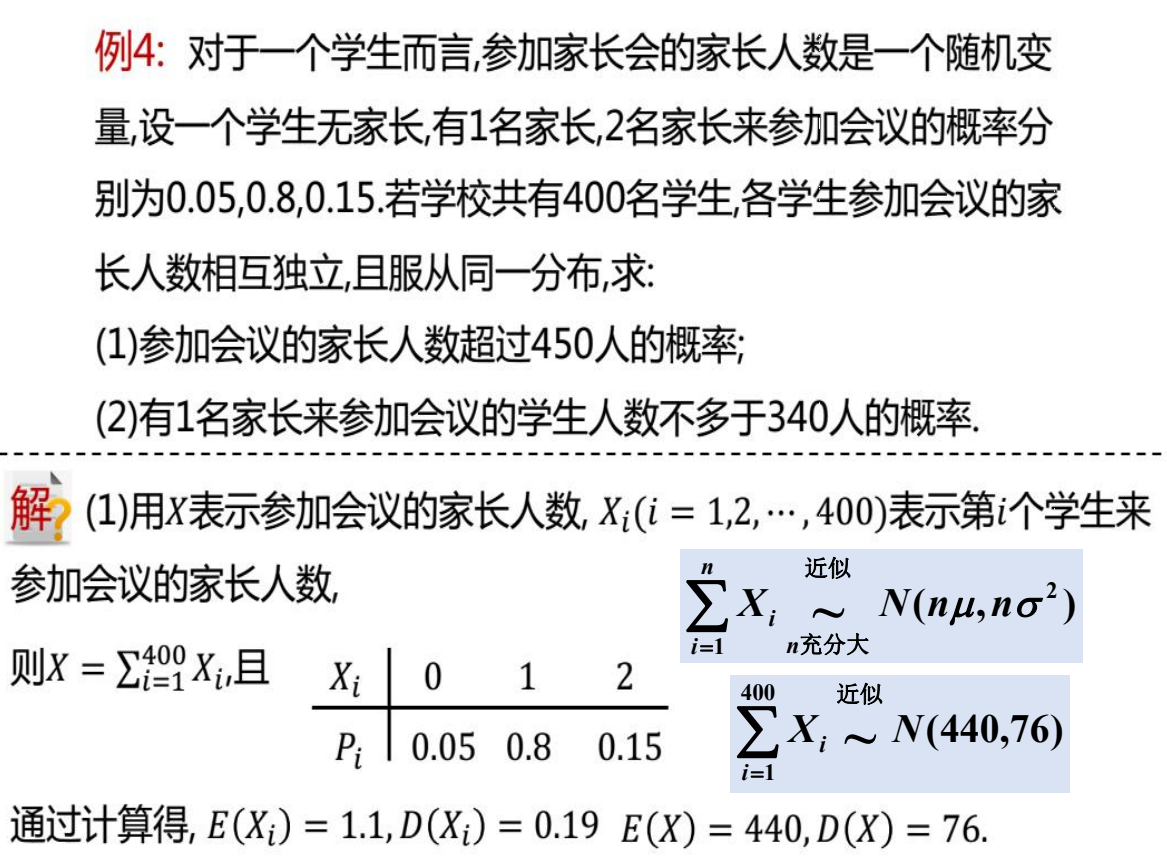 例4: 对于一个学生而言,参加家长会的家长人数是一个随机变
量,设一个学生无家长,有1名家长,2名家长来参加会议的概率分
别为0.05,0.8,0.15.若学校共有400名学生,各学生参加会议的家
长人数相互独立,且服从同一分布,求:
(1)参加会议的家长人数超过450人的概率;
(2)有1名家长来参加会议的学生人数不多于340人的概率.
解? (1)用X表示参加会议的家长人数, X_i(i = 1,2,⋯,400)表示第i个学生来
参加会议的家长人数,
\sum_{i=1}^{n} X_i \overset{近似}{\underset{n充分大}{\sim}} N(nμ,nσ^2)
则X = \sum_{i=1}^{400} X_i,且
X_i 0 1 2
P_i 0.05 0.8 0.15
\sum_{i=1}^{400} X_i \overset{近似}{\sim} N(440,76)
通过计算得, E(X_i) = 1.1, D(X_i) = 0.19 E(X) = 440, D(X) = 76.